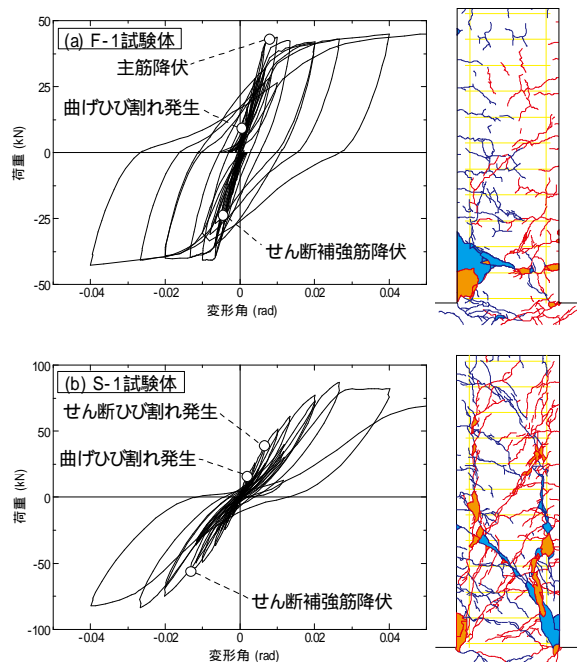 (a) F-1試験体
主筋降伏
曲げひび割れ発生
せん断補強筋降伏
荷重 (kN)
50
25
0
-25
-50
-0.04
-0.02
0
0.02
0.04
変形角 (rad)
(b) S-1試験体
せん断ひび割れ発生
曲げひび割れ発生
せん断補強筋降伏
荷重 (kN)
100
50
0
-50
-100
-0.04
-0.02
0
0.02
0.04
変形角 (rad)